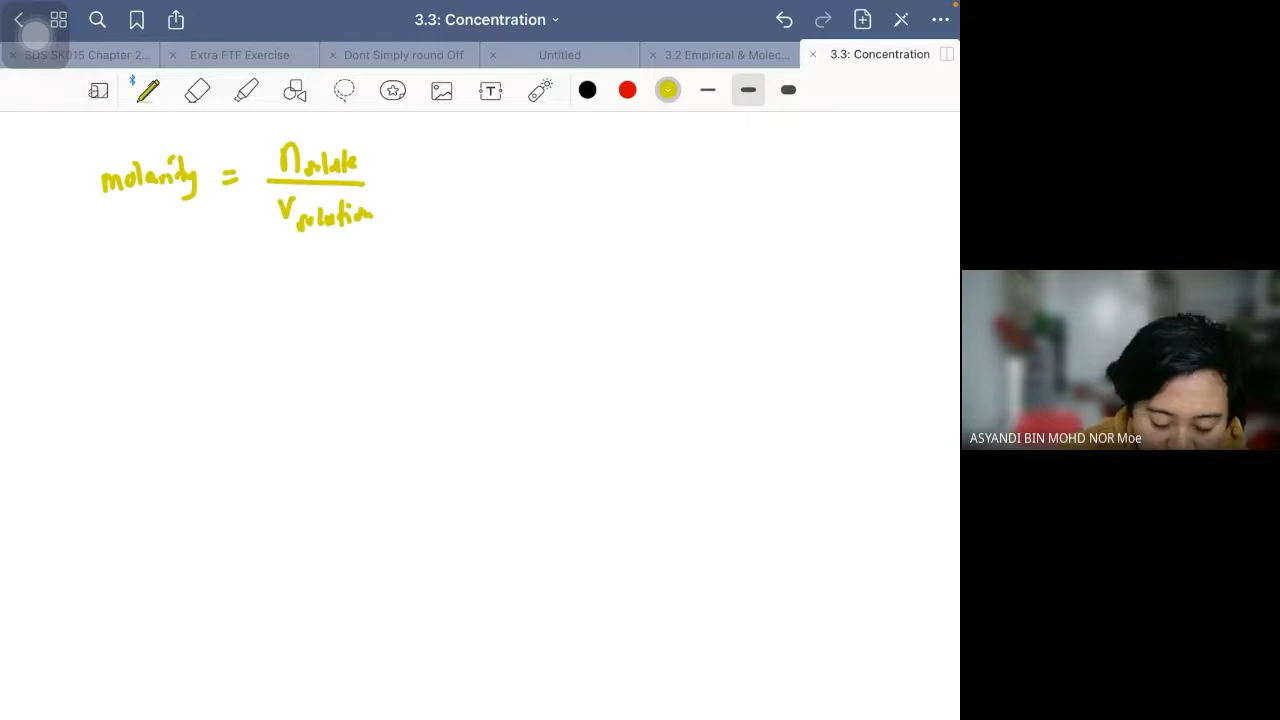 3.3: Concentration
SDS SK015 Chapter 2...
Extra FTF Exercise
Dont Simply round Off
Untitled
3.2 Empirical & Molec...
3.3: Concentration
T
molarity = n solute
V solution
ASYANDI BIN MOHD NOR Moe